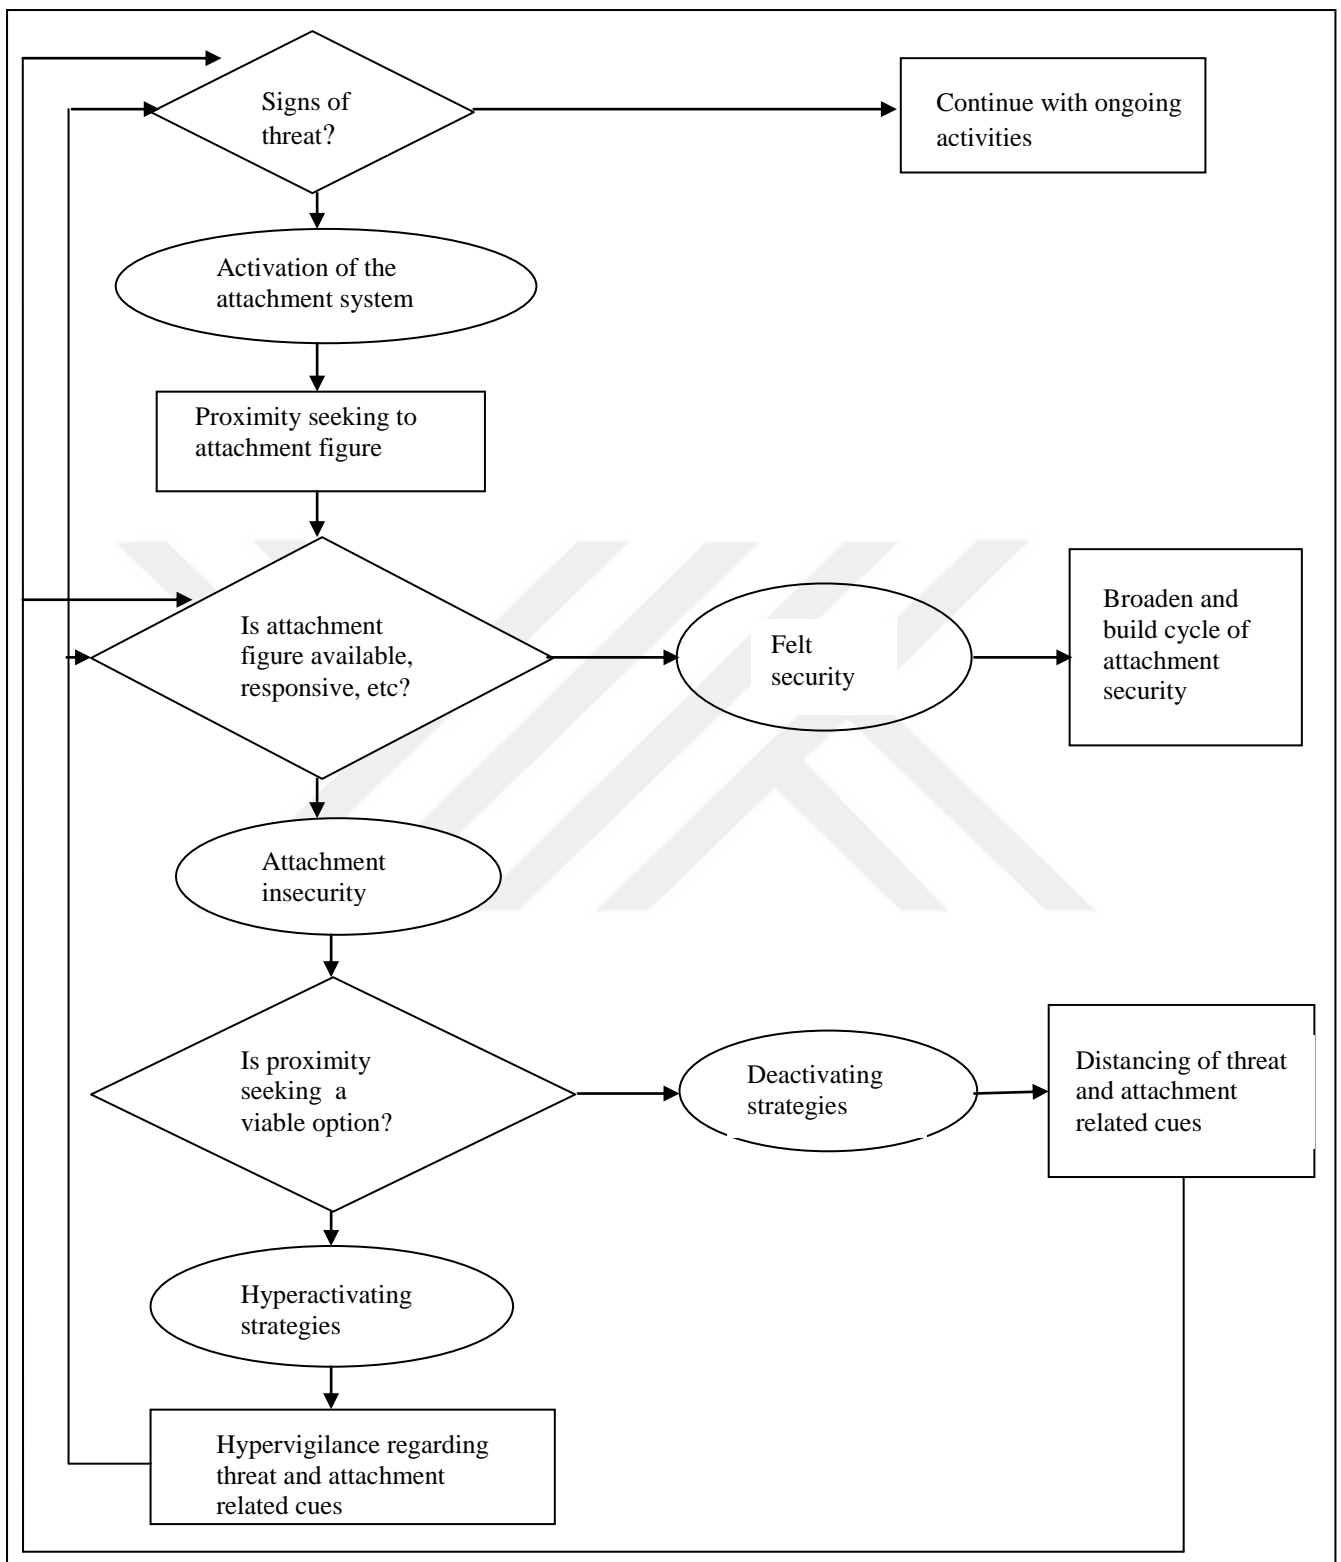 Signs of
threat?
Continue with ongoing
activities
Activation of the
attachment system
Proximity seeking to
attachment figure
Is attachment
figure available,
responsive, etc?
Felt
security
Broaden and
build cycle of
attachment
security
Attachment
insecurity
Is proximity
seeking  a
viable option?
Deactivating
strategies
Distancing of threat
and attachment
related cues
Hyperactivating
strategies
Hypervigilance regarding
threat and attachment
related cues